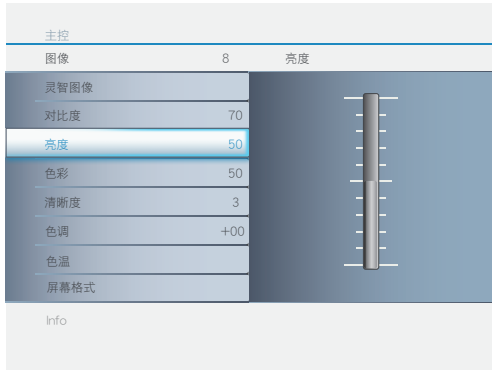 主控
图像 8 亮度
灵智图像
对比度 70
亮度 50
色彩 50
清晰度 3
色调 +00
色温
屏幕格式
Info